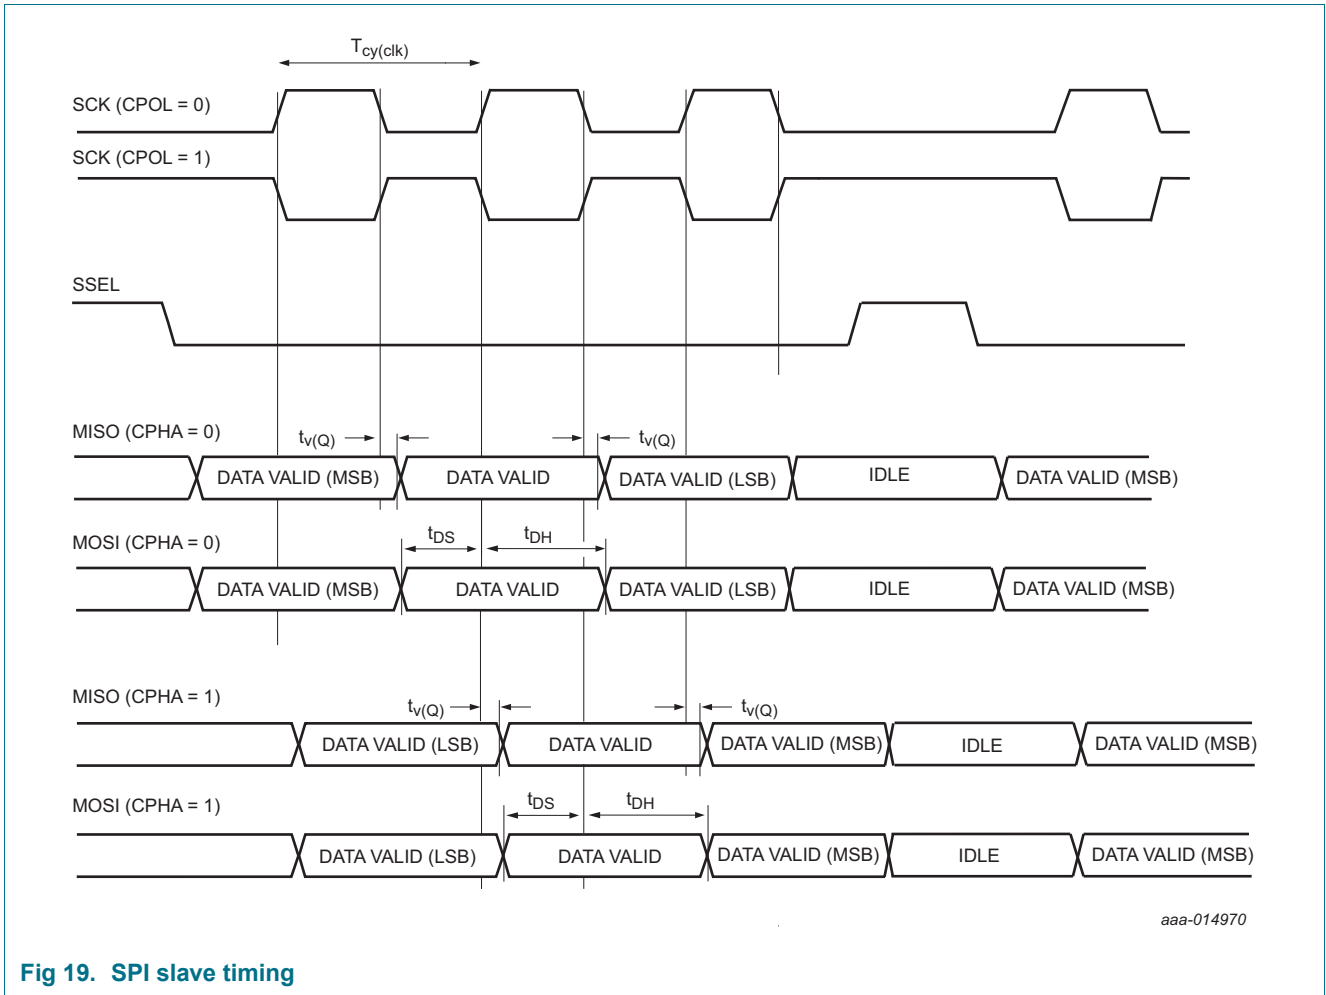 Tcy(clk)
SCK (CPOL = 0)
SCK (CPOL = 1)
SSEL
MISO (CPHA = 0)
tv(Q) tv(Q)
DATA VALID (MSB) DATA VALID DATA VALID (LSB) IDLE DATA VALID (MSB)
MOSI (CPHA = 0)
tDS tDH
DATA VALID (MSB) DATA VALID DATA VALID (LSB) IDLE DATA VALID (MSB)
MISO (CPHA = 1)
tv(Q) tv(Q)
DATA VALID (LSB) DATA VALID DATA VALID (MSB) IDLE DATA VALID (MSB)
MOSI (CPHA = 1)
tDS tDH
DATA VALID (LSB) DATA VALID DATA VALID (MSB) IDLE DATA VALID (MSB)
aaa-014970
Fig 19. SPI slave timing